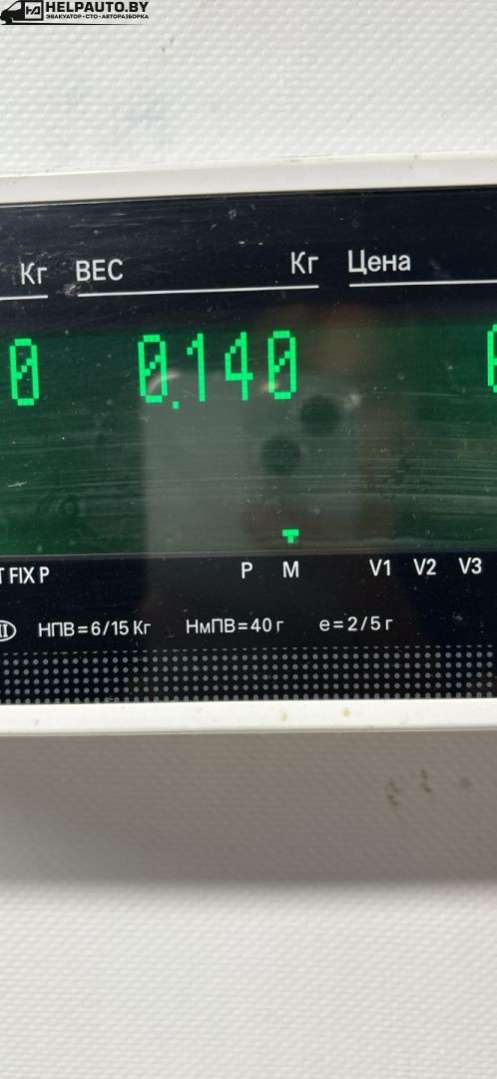 HELPAUTO.BY
ЭВАКУАТОР•СТО•АВТОРАЗБОРКА
Кг ВЕС Кг Цена
0 0.140
T FIX P P M V1 V2 V3
НПВ=6/15 Кг НмПВ=40 г е=2/5 г